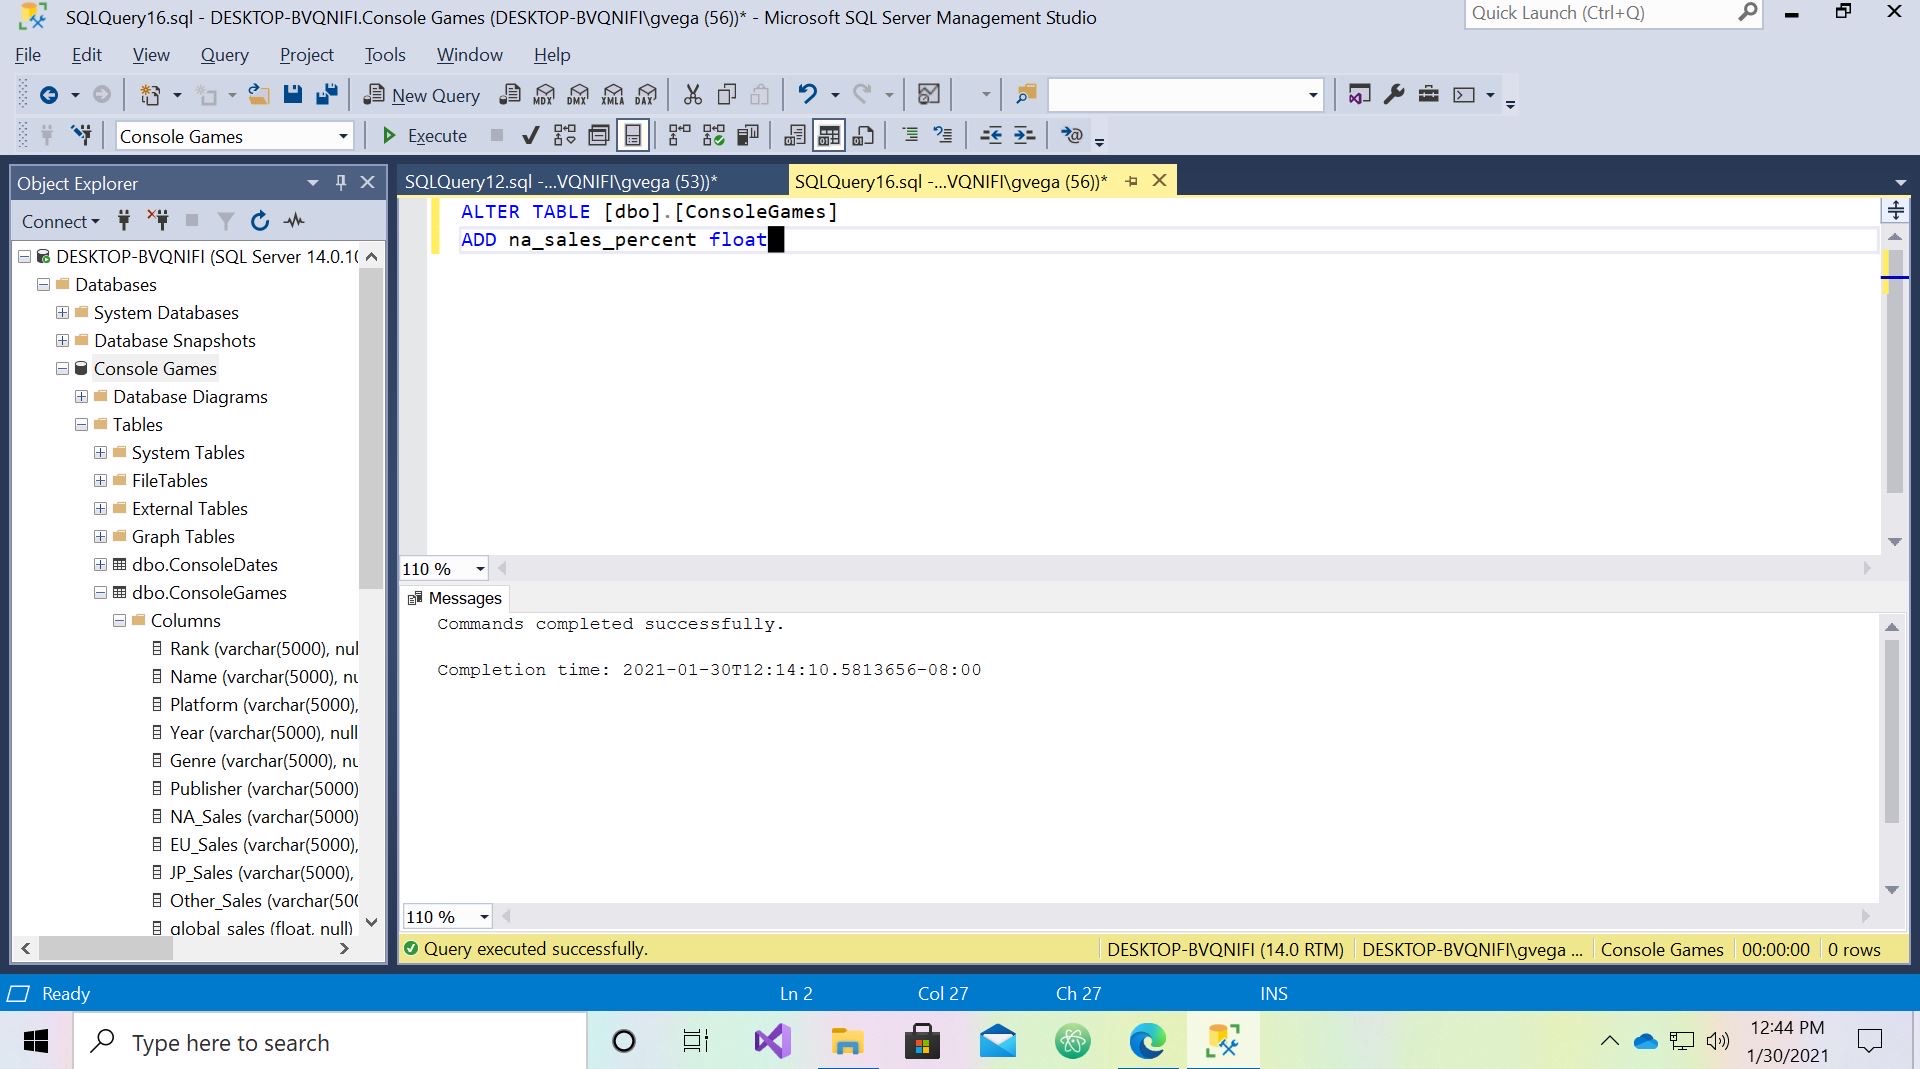 SQLQuery16.sql - DESKTOP-BVQNIFI.Console Games (DESKTOP-BVQNIFI\gvega (56))* - Microsoft SQL Server Management Studio
Quick Launch (Ctrl+Q)
File Edit View Query Project Tools Window Help
New Query MDX DMX XMLA DAX
Console Games Execute
Object Explorer
SQLQuery12.sql -...VQNIFI\gvega (53))*
SQLQuery16.sql -...VQNIFI\gvega (56))*
Connect
DESKTOP-BVQNIFI (SQL Server 14.0.10
Databases
System Databases
Database Snapshots
Console Games
Database Diagrams
Tables
System Tables
FileTables
External Tables
Graph Tables
dbo.ConsoleDates
dbo.ConsoleGames
Columns
Rank (varchar(5000), nul
Name (varchar(5000), nu
Platform (varchar(5000),
Year (varchar(5000), null
Genre (varchar(5000), nu
Publisher (varchar(5000)
NA_Sales (varchar(5000)
EU_Sales (varchar(5000),
JP_Sales (varchar(5000),
Other_Sales (varchar(500
global_sales (float, null)
ALTER TABLE [dbo].[ConsoleGames]
ADD na_sales_percent float
110 %
Messages
Commands completed successfully.
Completion time: 2021-01-30T12:14:10.5813656-08:00
110 %
Query executed successfully.
DESKTOP-BVQNIFI (14.0 RTM) DESKTOP-BVQNIFI\gvega ... Console Games 00:00:00 0 rows
Ready Ln 2 Col 27 Ch 27 INS
Type here to search
12:44 PM
1/30/2021